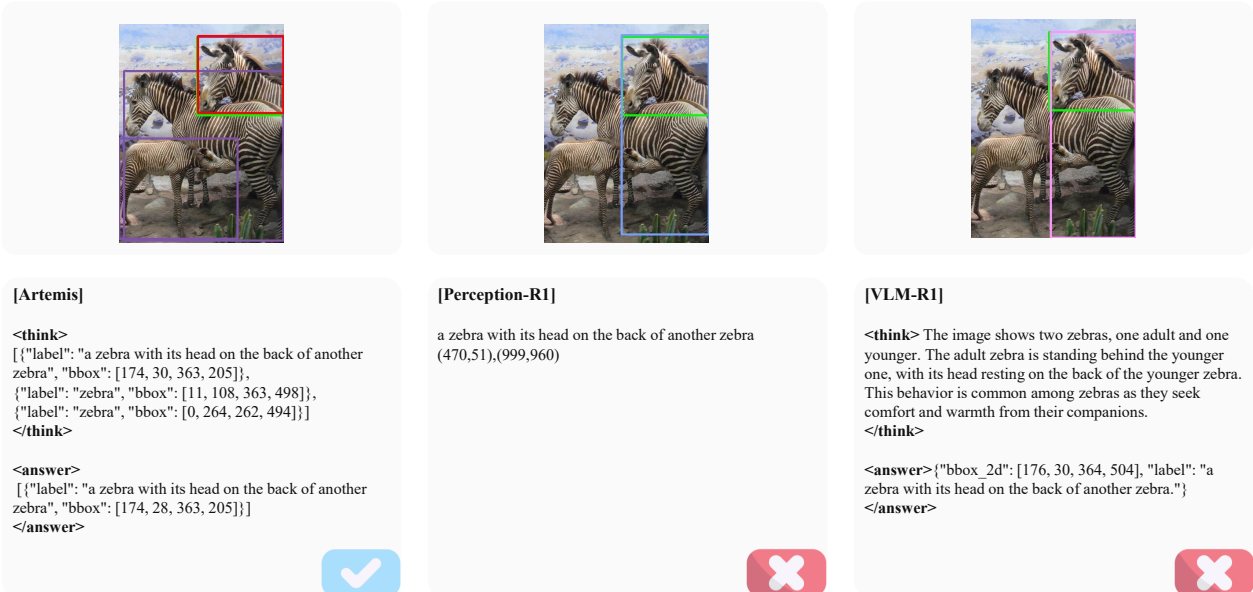 [Artemis]
<think>
[{"label": "a zebra with its head on the back of another
zebra", "bbox": [174, 30, 363, 205]},
{"label": "zebra", "bbox": [11, 108, 363, 498]},
{"label": "zebra", "bbox": [0, 264, 262, 494]}]
</think>
<answer>
[{"label": "a zebra with its head on the back of another
zebra", "bbox": [174, 28, 363, 205]}]
</answer>
[Perception-R1]
a zebra with its head on the back of another zebra
(470,51),(999,960)
[VLM-R1]
<think> The image shows two zebras, one adult and one
younger. The adult zebra is standing behind the younger
one, with its head resting on the back of the younger zebra.
This behavior is common among zebras as they seek
comfort and warmth from their companions.
</think>
<answer>{"bbox_2d": [176, 30, 364, 504], "label": "a
zebra with its head on the back of another zebra."}
</answer>